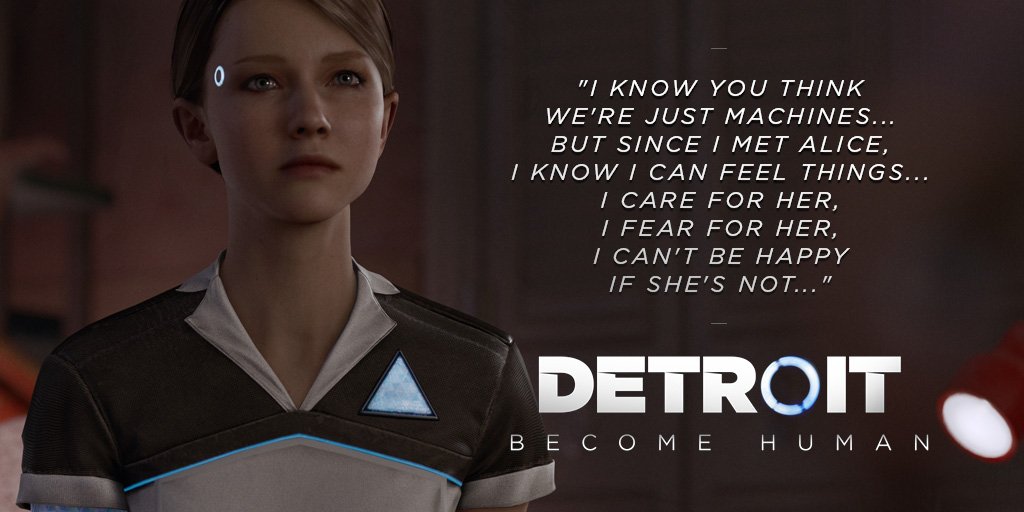 "I KNOW YOU THINK
WE'RE JUST MACHINES...
BUT SINCE I MET ALICE,
I KNOW I CAN FEEL THINGS...
I CARE FOR HER,
I FEAR FOR HER,
I CAN'T BE HAPPY
IF SHE'S NOT..."
DETROIT
BECOME HUMAN